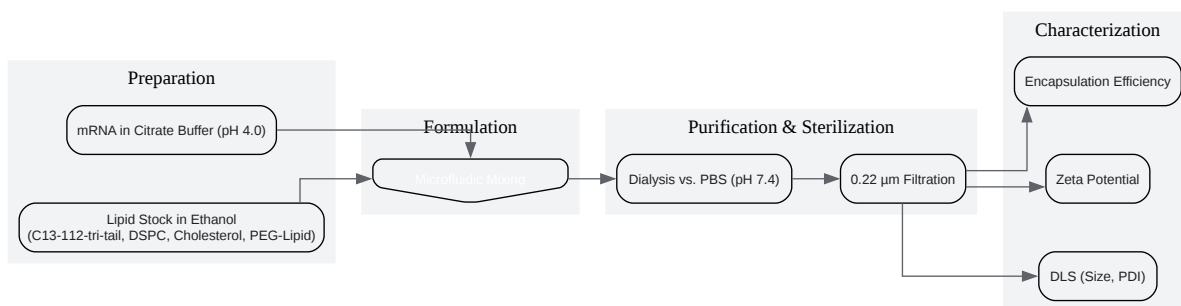 Preparation
mRNA in Citrate Buffer (pH 4.0)
Lipid Stock in Ethanol
(C13-112-tri-tail, DSPC, Cholesterol, PEG-Lipid)
Formulation
Microfluidic Mixing
Purification & Sterilization
Dialysis vs. PBS (pH 7.4)
0.22 µm Filtration
Characterization
Encapsulation Efficiency
Zeta Potential
DLS (Size, PDI)